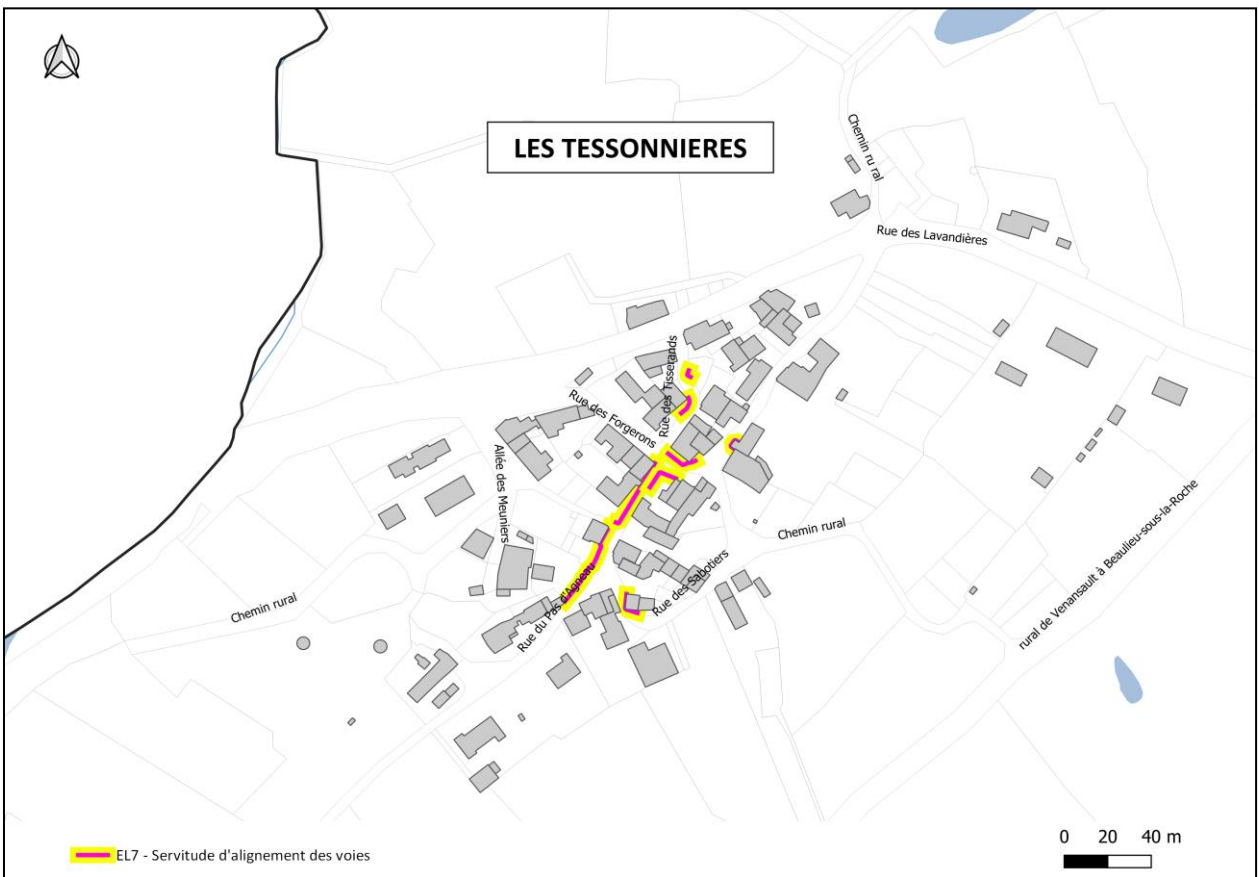 LES TESSONNIERES
Chemin ru ral
Rue des Lavandières
Rue des Tisserands
Rue des Forgerons
Allée des Meuniers
Chemin rural
rural de Venansault à Beaulieu-sous-la-Roche
Rue des Sabotiers
Chemin rural
Rue du Pas d'Agneau
EL7 - Servitude d'alignement des voies
0 20 40 m